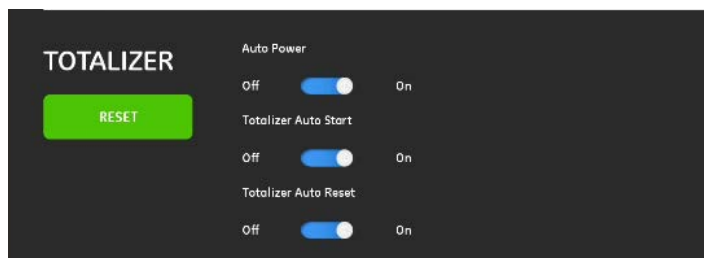 TOTALIZER
RESET
Auto Power
Off On
Totalizer Auto Start
Off On
Totalizer Auto Reset
Off On